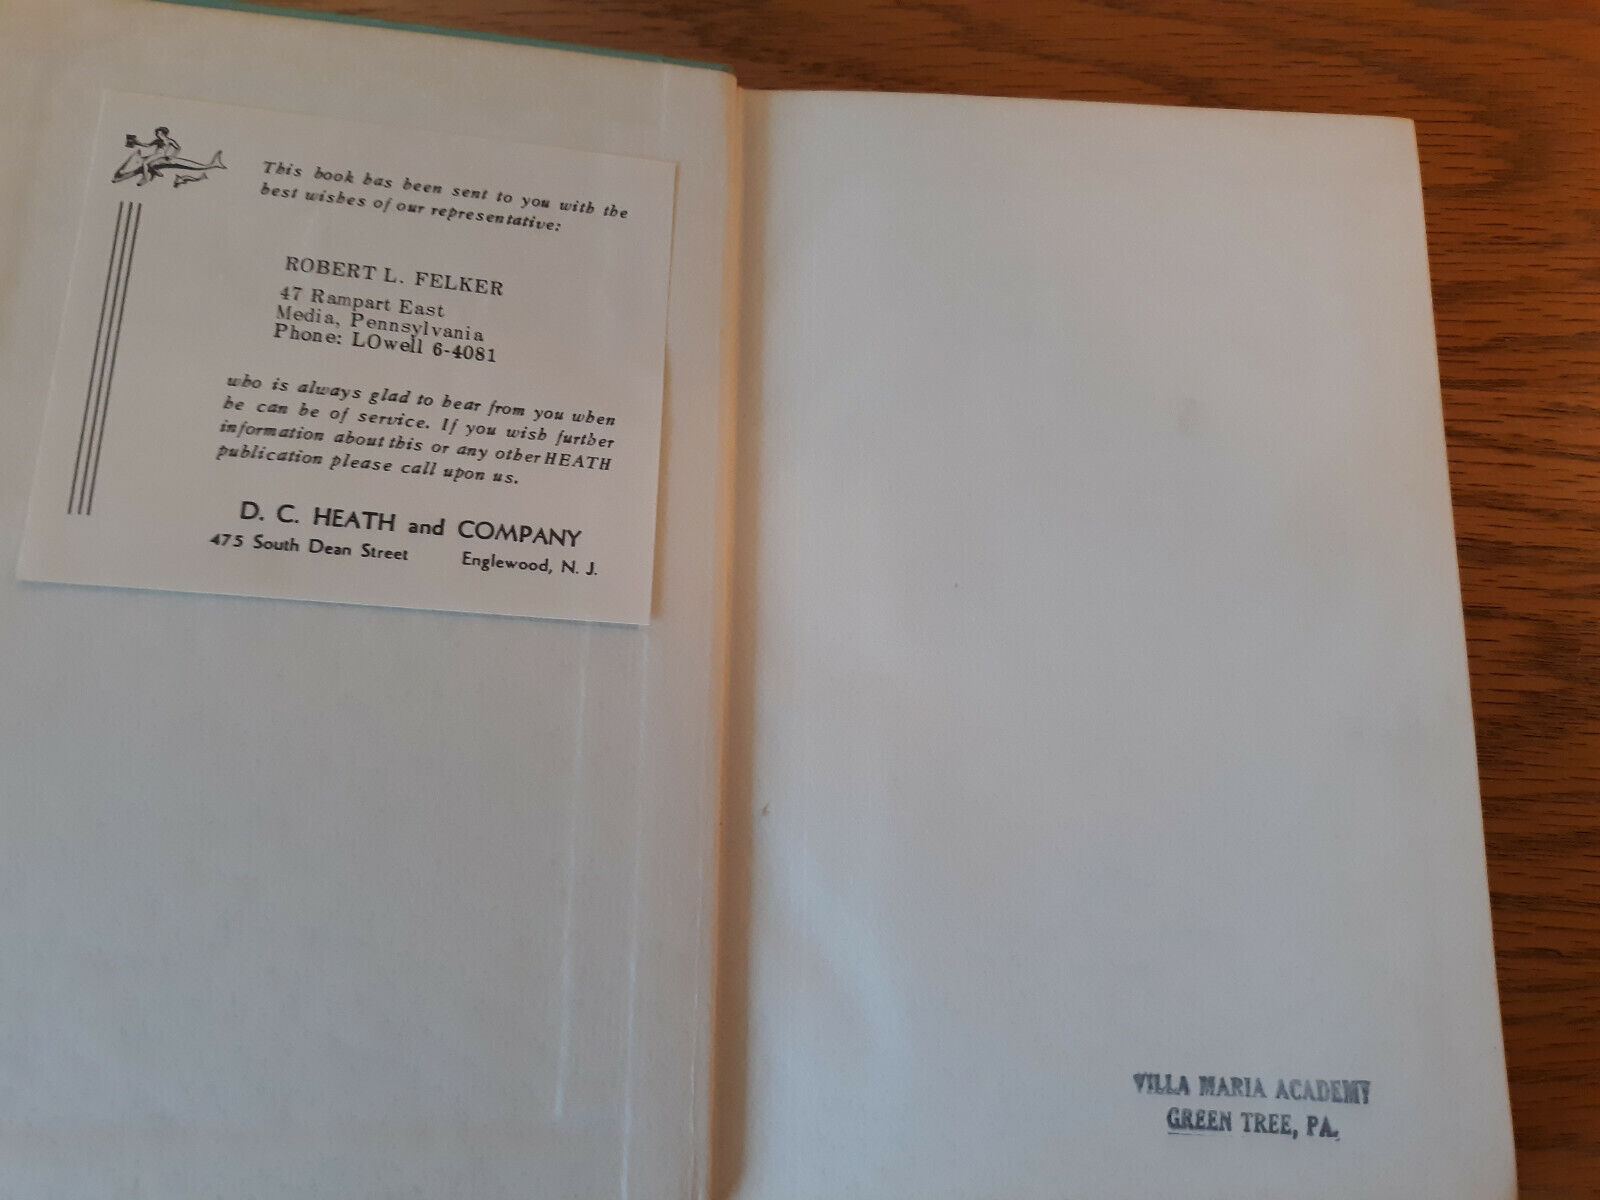 This book has been sent to you with the
best wishes of our representative:
ROBERT L. FELKER
47 Rampart East
Media, Pennsylvania
Phone: LOwell 6-4081
who is always glad to hear from you when
he can be of service. If you wish further
information about this or any other HEATH
publication please call upon us.
D. C. HEATH and COMPANY
475 South Dean Street Englewood, N. J.
VILLA MARIA ACADEMY
GREEN TREE, PA.